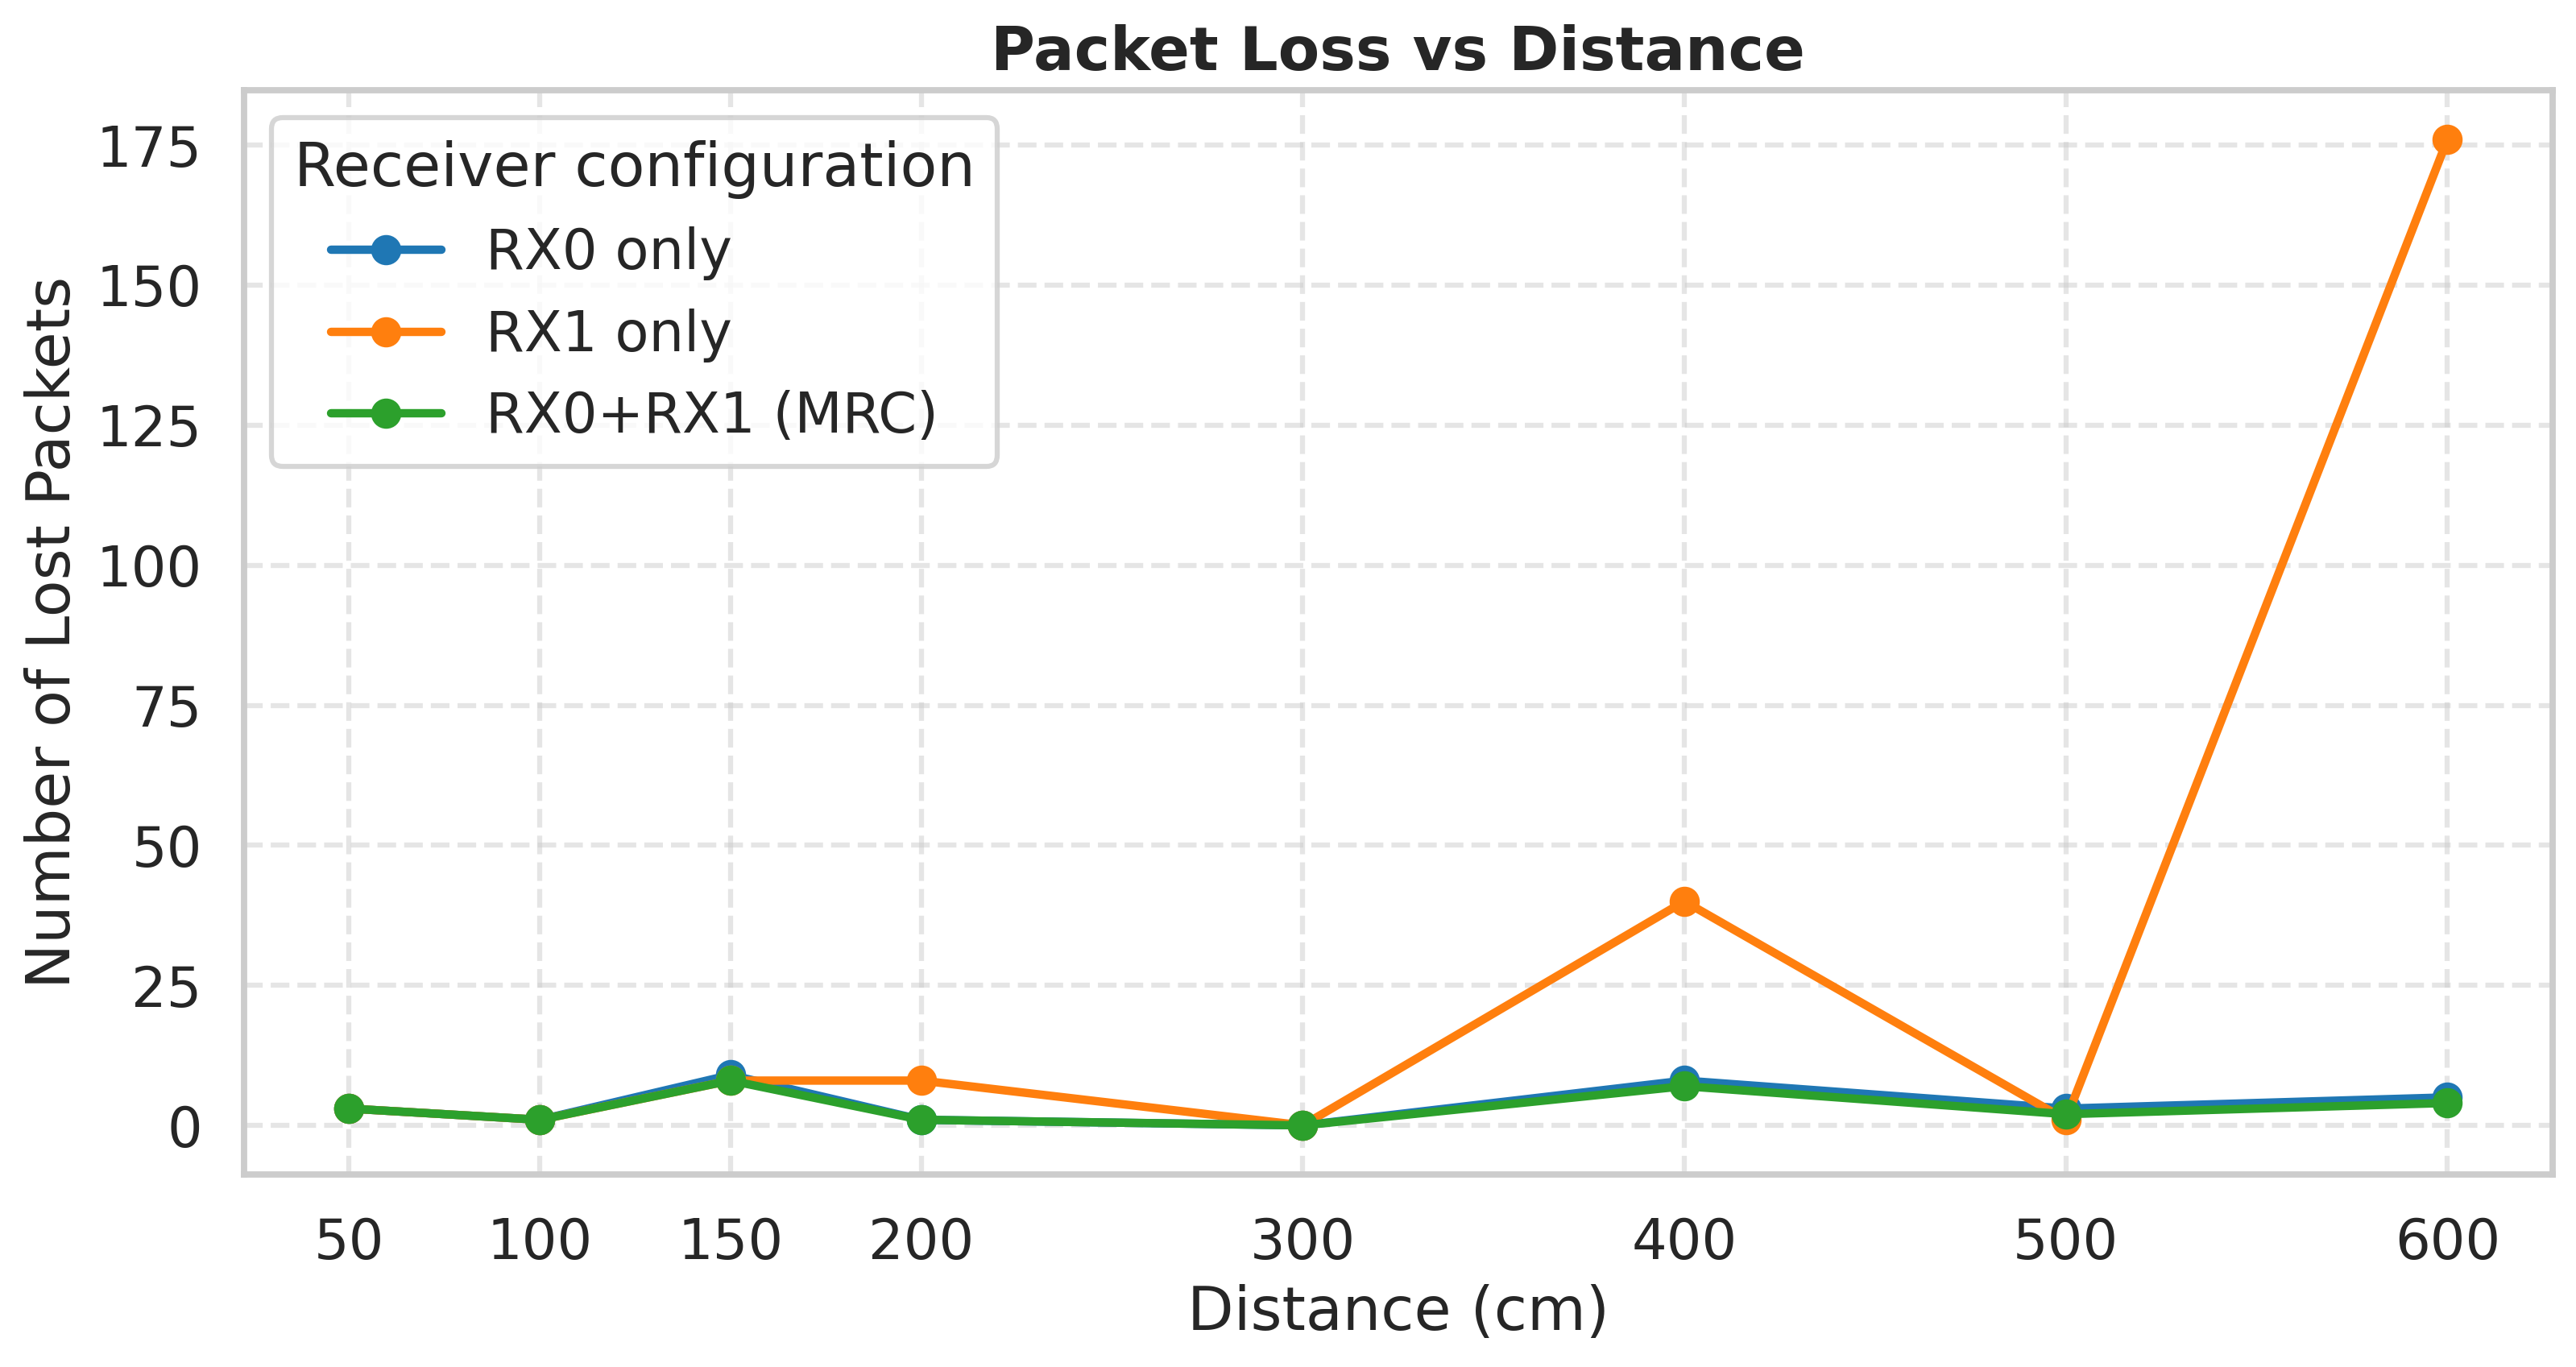 Packet Loss vs Distance
Number of Lost Packets
175
150
125
100
75
50
25
0
Receiver configuration
RX0 only
RX1 only
RX0+RX1 (MRC)
50 100 150 200 300 400 500 600
Distance (cm)